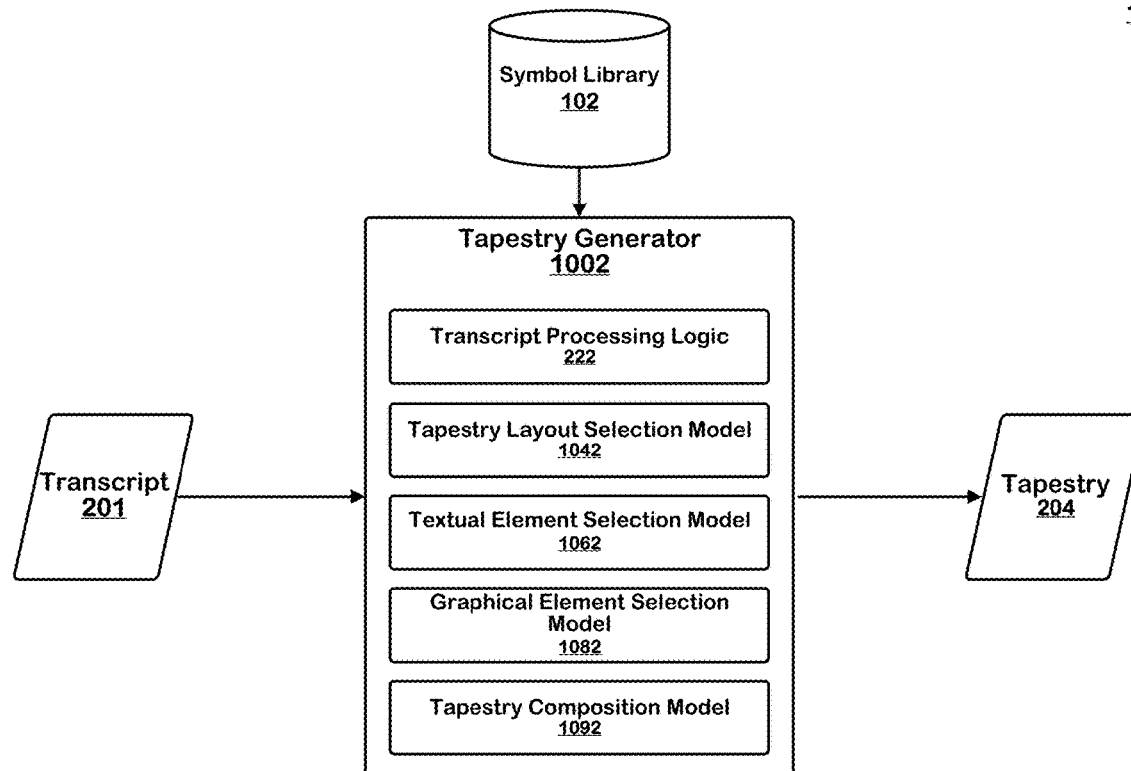 Symbol Library
102
Tapestry Generator
1002
Transcript Processing Logic
222
Tapestry Layout Selection Model
1042
Transcript
201
Textual Element Selection Model
1062
Tapestry
204
Graphical Element Selection
Model
1082
Tapestry Composition Model
1092